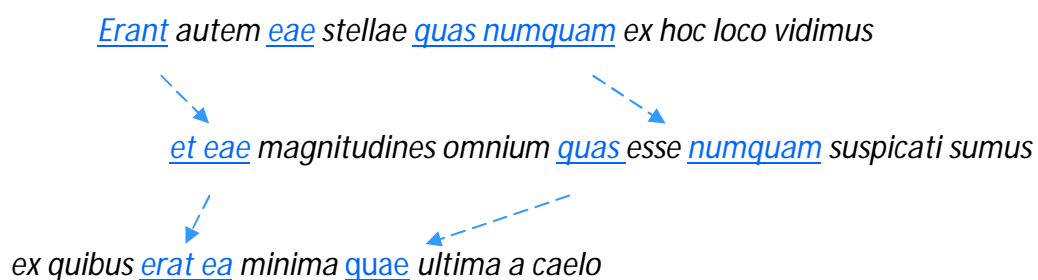 Erant autem eae stellae quas numquam ex hoc loco vidimus
et eae magnitudines omnium quas esse numquam suspicati sumus
ex quibus erat ea minima quae ultima a caelo